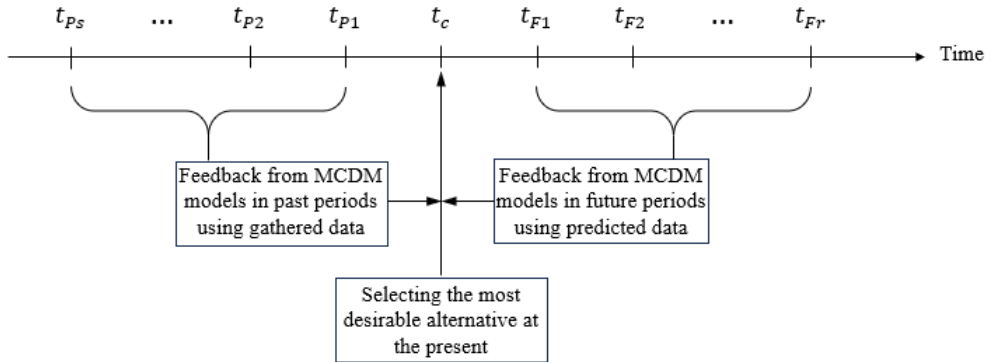 t_Ps ... t_P2 t_P1 t_c t_F1 t_F2 ... t_Fr
Time
Feedback from MCDM
models in past periods
using gathered data
Feedback from MCDM
models in future periods
using predicted data
Selecting the most
desirable alternative at
the present